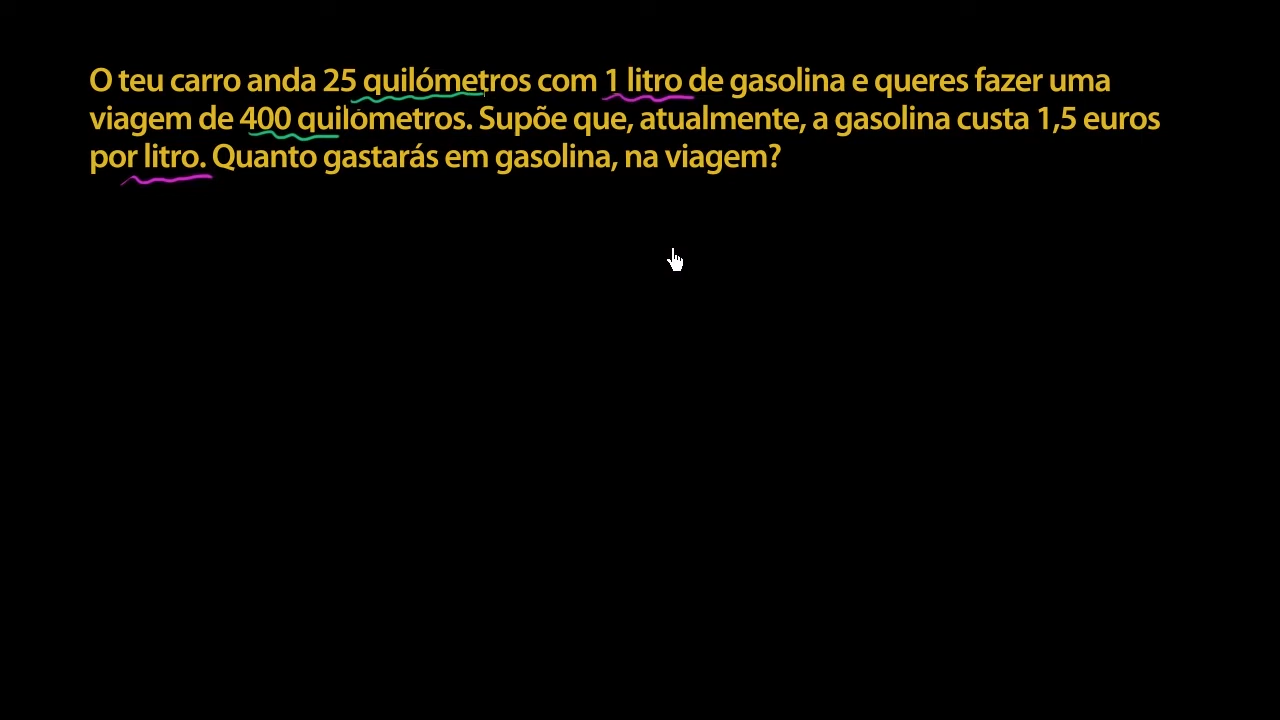 O teu carro anda 25 quilómetros com 1 litro de gasolina e queres fazer uma
viagem de 400 quilómetros. Supõe que, atualmente, a gasolina custa 1,5 euros
por litro. Quanto gastarás em gasolina, na viagem?